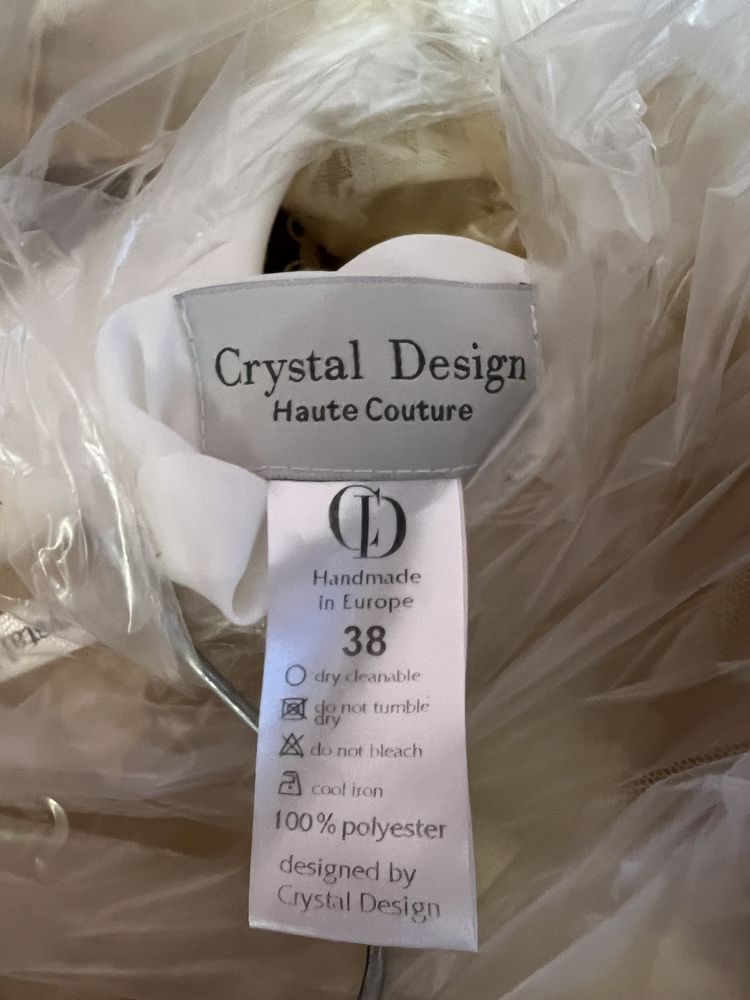 Crystal Design
Haute Couture
CD
Handmade
in Europe
38
dry cleanable
do not tumble
dry
do not bleach
cool iron
100% polyester
designed by
Crystal Design